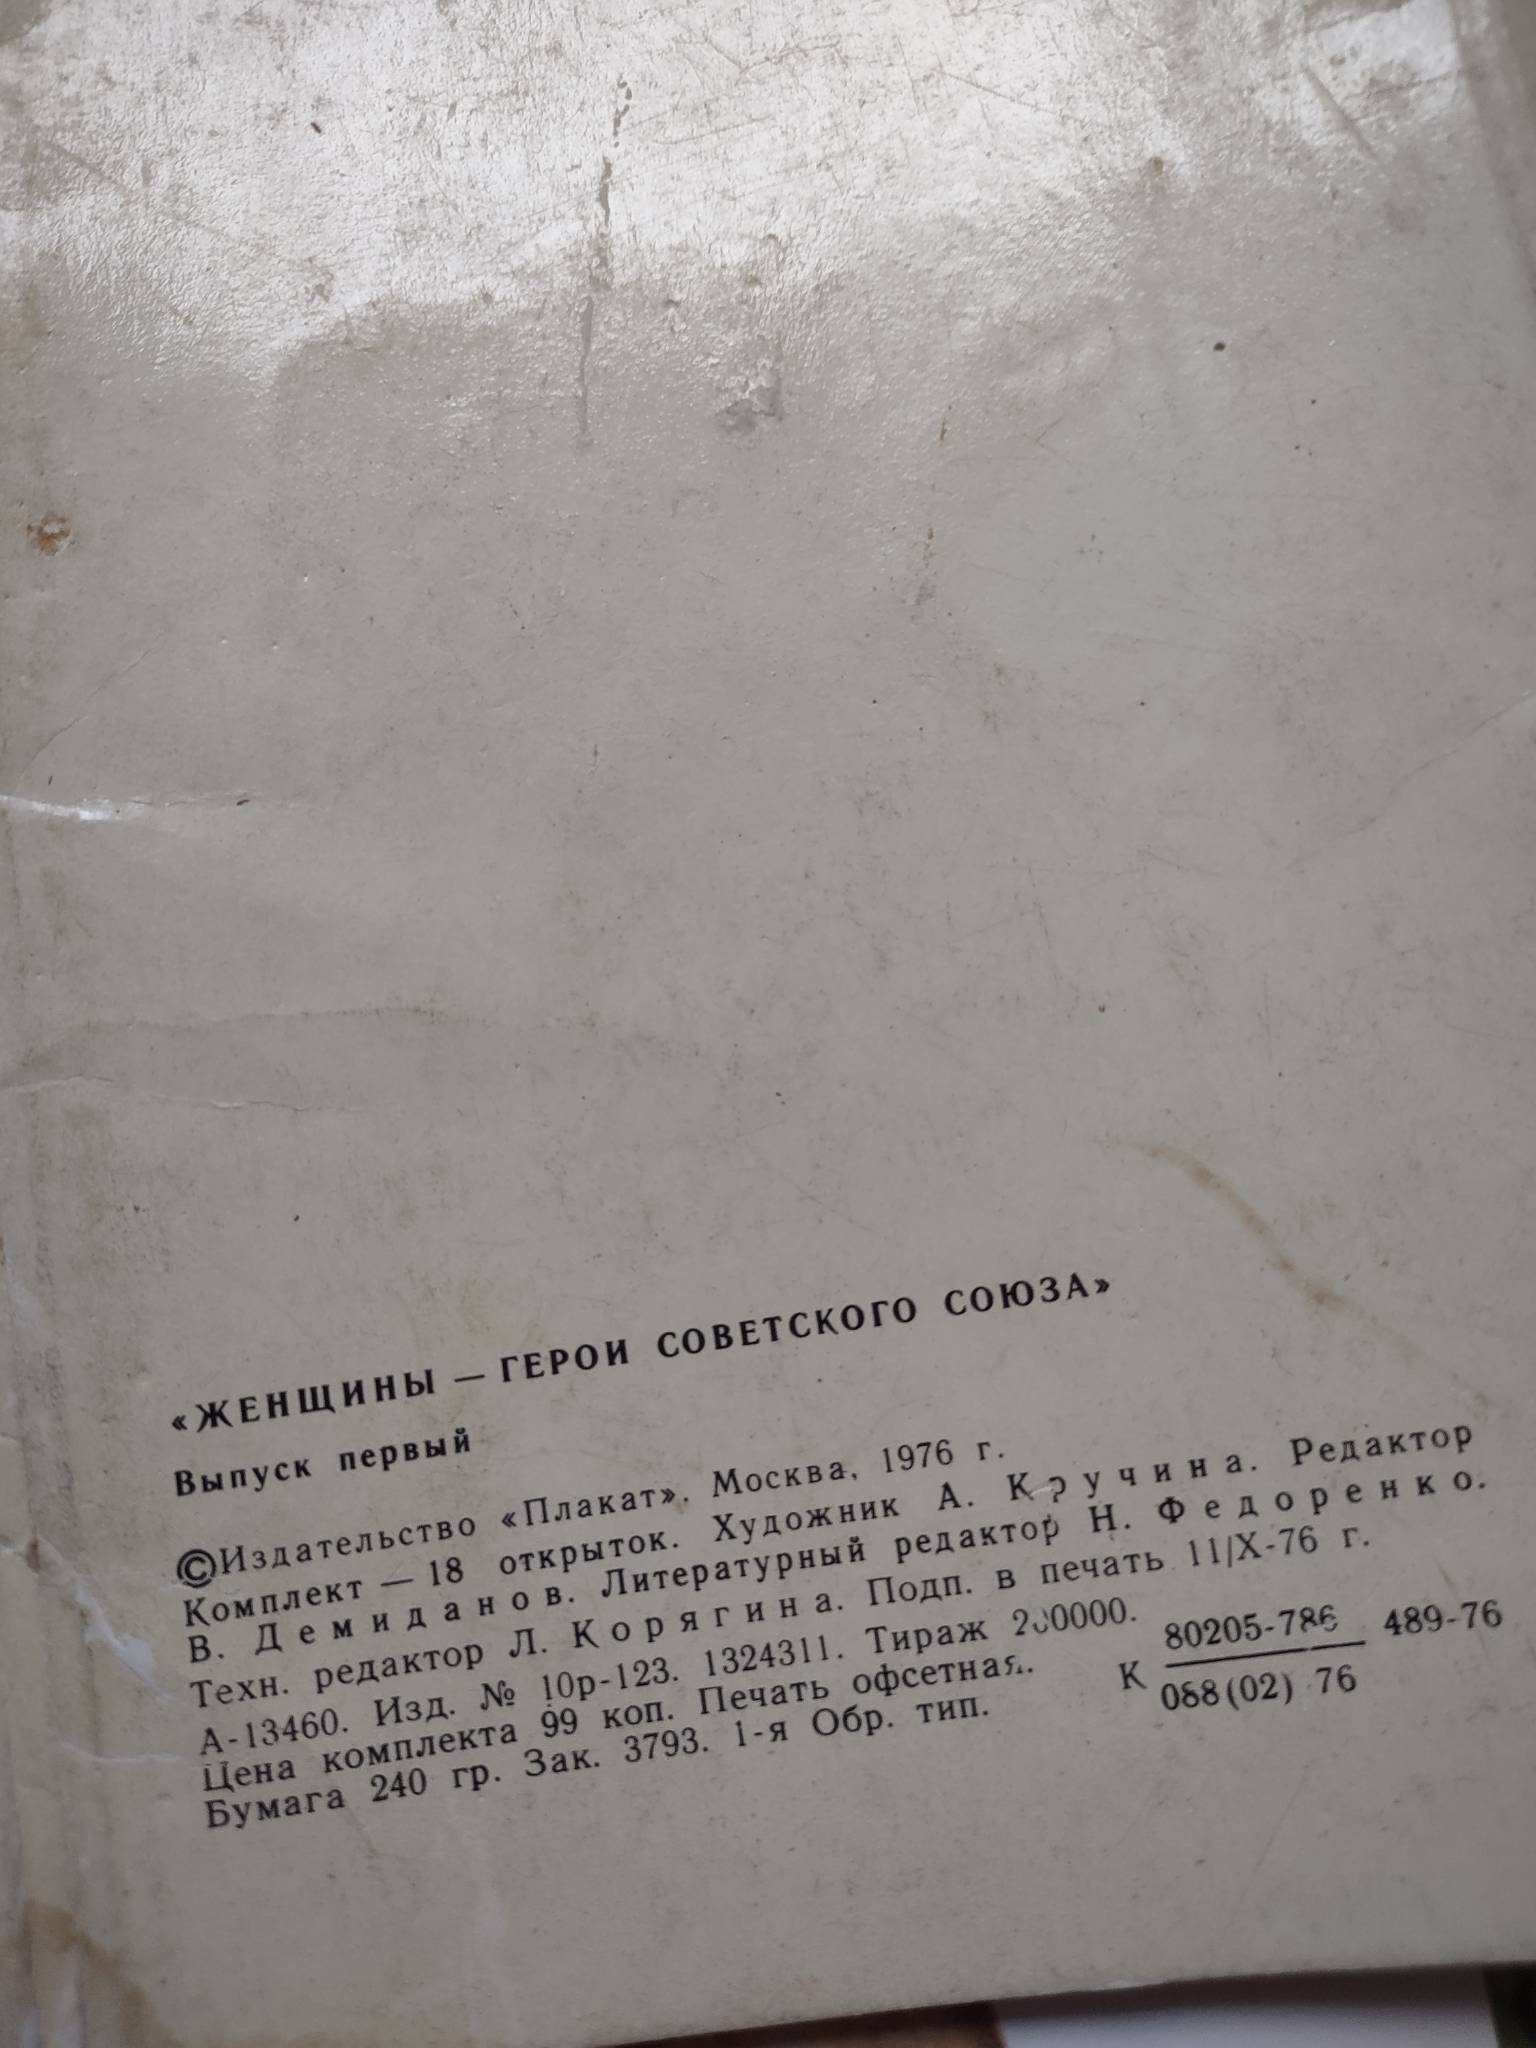 «ЖЕНЩИНЫ — ГЕРОИ СОВЕТСКОГО СОЮЗА»
Выпуск первый
©Издательство «Плакат». Москва, 1976 г.
Комплект — 18 открыток. Художник А. Кручина. Редактор
В. Демиданов. Литературный редактор Н. Федоренко.
Техн. редактор Л. Корягина. Подп. в печать 11/X-76 г.
А-13460. Изд. № 10р-123. 1324311. Тираж 200000.
Цена комплекта 99 коп. Печать офсетная.
Бумага 240 гр. Зак. 3793. 1-я Обр. тип.
80205-786
К 489-76
088(02) 76